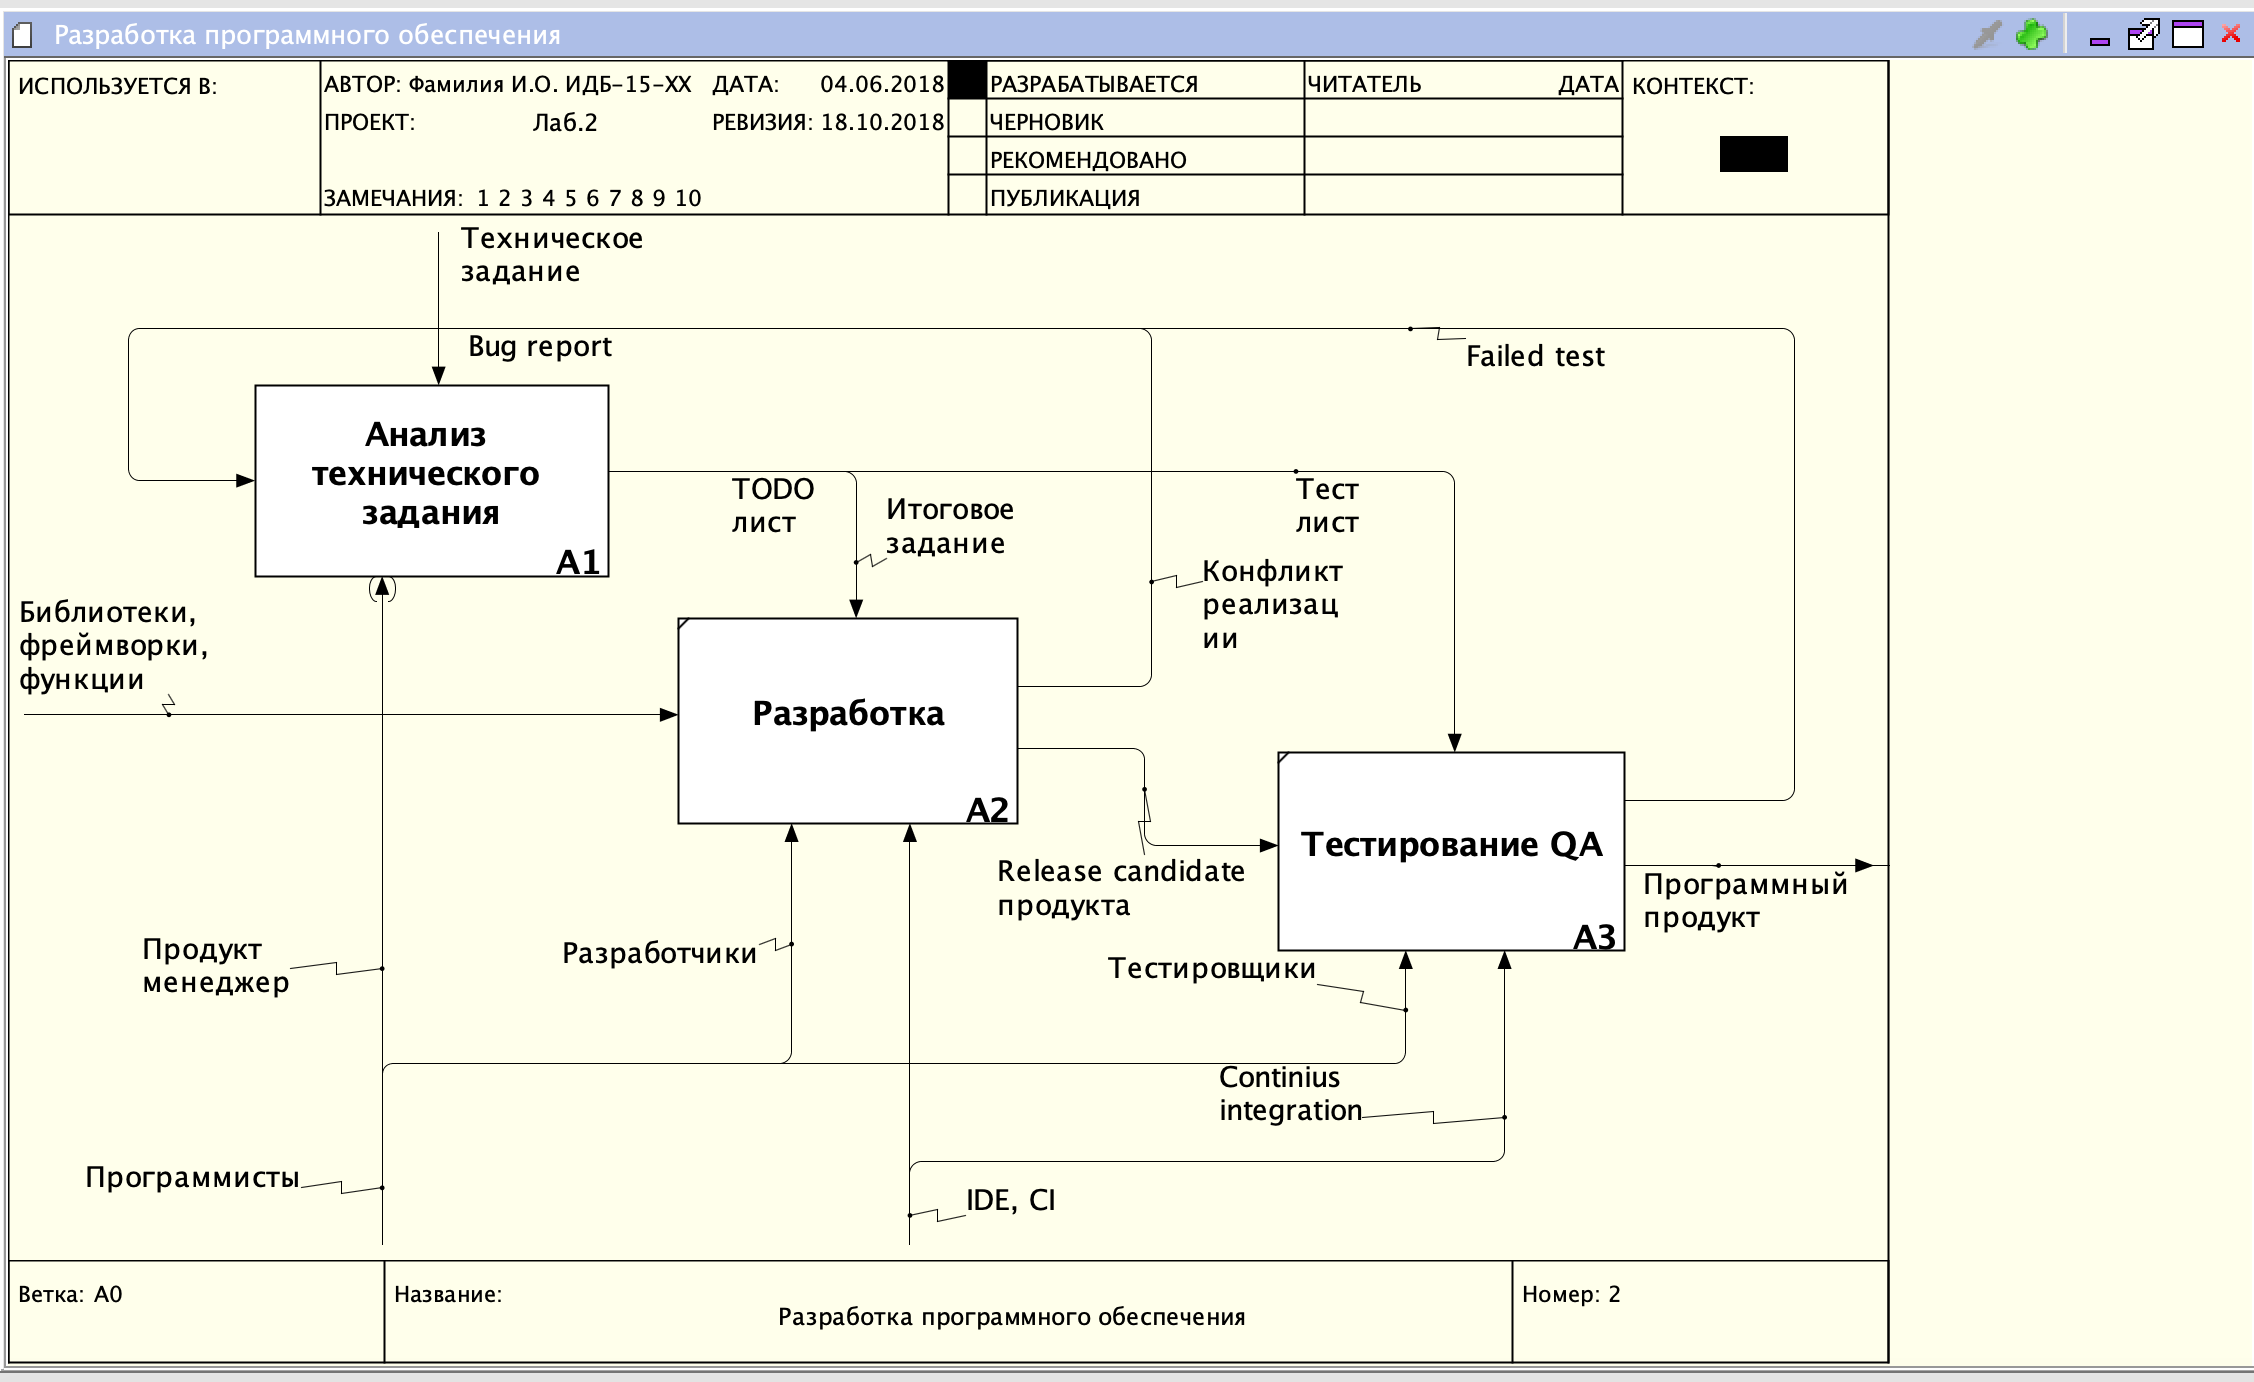 Разработка программного обеспечения
ИСПОЛЬЗУЕТСЯ В:
АВТОР: Фамилия И.О. ИДБ-15-ХХ ДАТА: 04.06.2018
ПРОЕКТ: Лаб.2 РЕВИЗИЯ: 18.10.2018
ЗАМЕЧАНИЯ: 1 2 3 4 5 6 7 8 9 10
РАЗРАБАТЫВАЕТСЯ
ЧЕРНОВИК
РЕКОМЕНДОВАНО
ПУБЛИКАЦИЯ
ЧИТАТЕЛЬ ДАТА
КОНТЕКСТ:
Техническое
задание
Bug report
Failed test
Анализ
технического
задания
A1
TODO
лист
Итоговое
задание
Тест
лист
Конфликт
реализац
ии
Библиотеки,
фреймворки,
функции
Разработка
A2
Release candidate
продукта
Тестирование QA
A3
Программный
продукт
Продукт
менеджер
Разработчики
Тестировщики
Continius
integration
Программисты
IDE, CI
Ветка: A0
Название:
Разработка программного обеспечения
Номер: 2